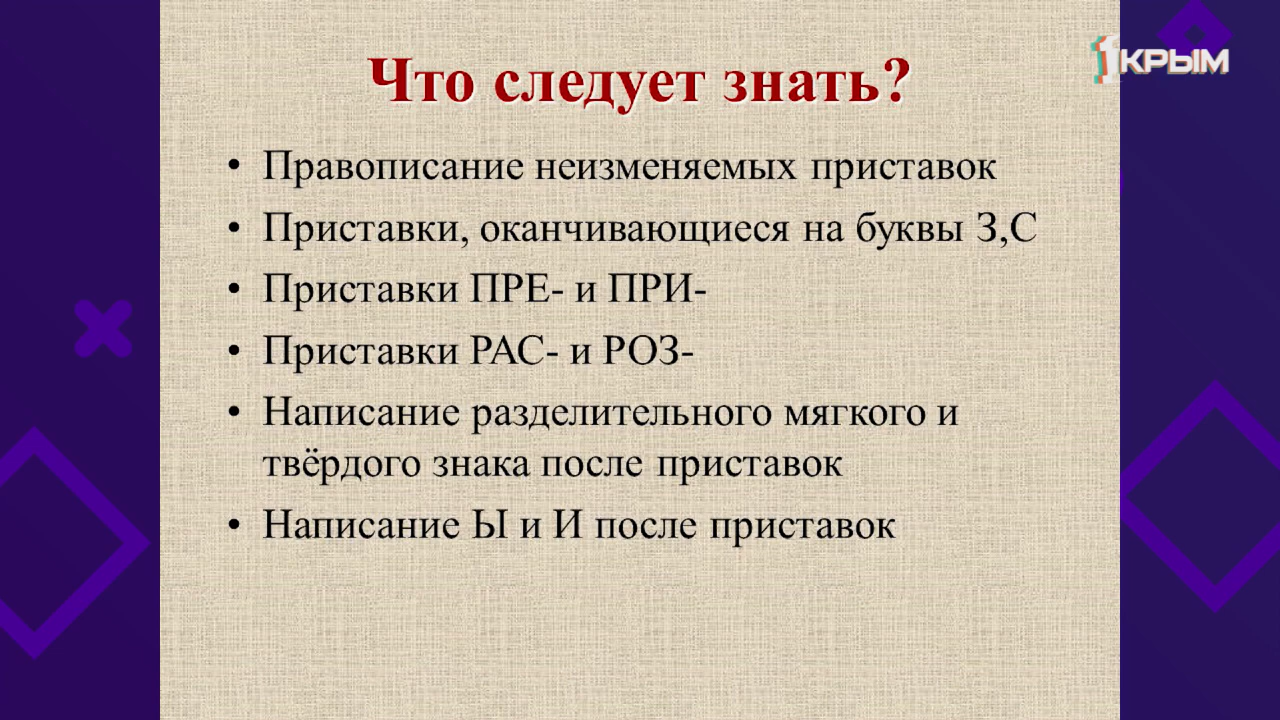 Что следует знать?
1КРЫМ
• Правописание неизменяемых приставок
• Приставки, оканчивающиеся на буквы З,С
• Приставки ПРЕ- и ПРИ-
• Приставки РАС- и РОЗ-
• Написание разделительного мягкого и
твёрдого знака после приставок
• Написание Ы и И после приставок